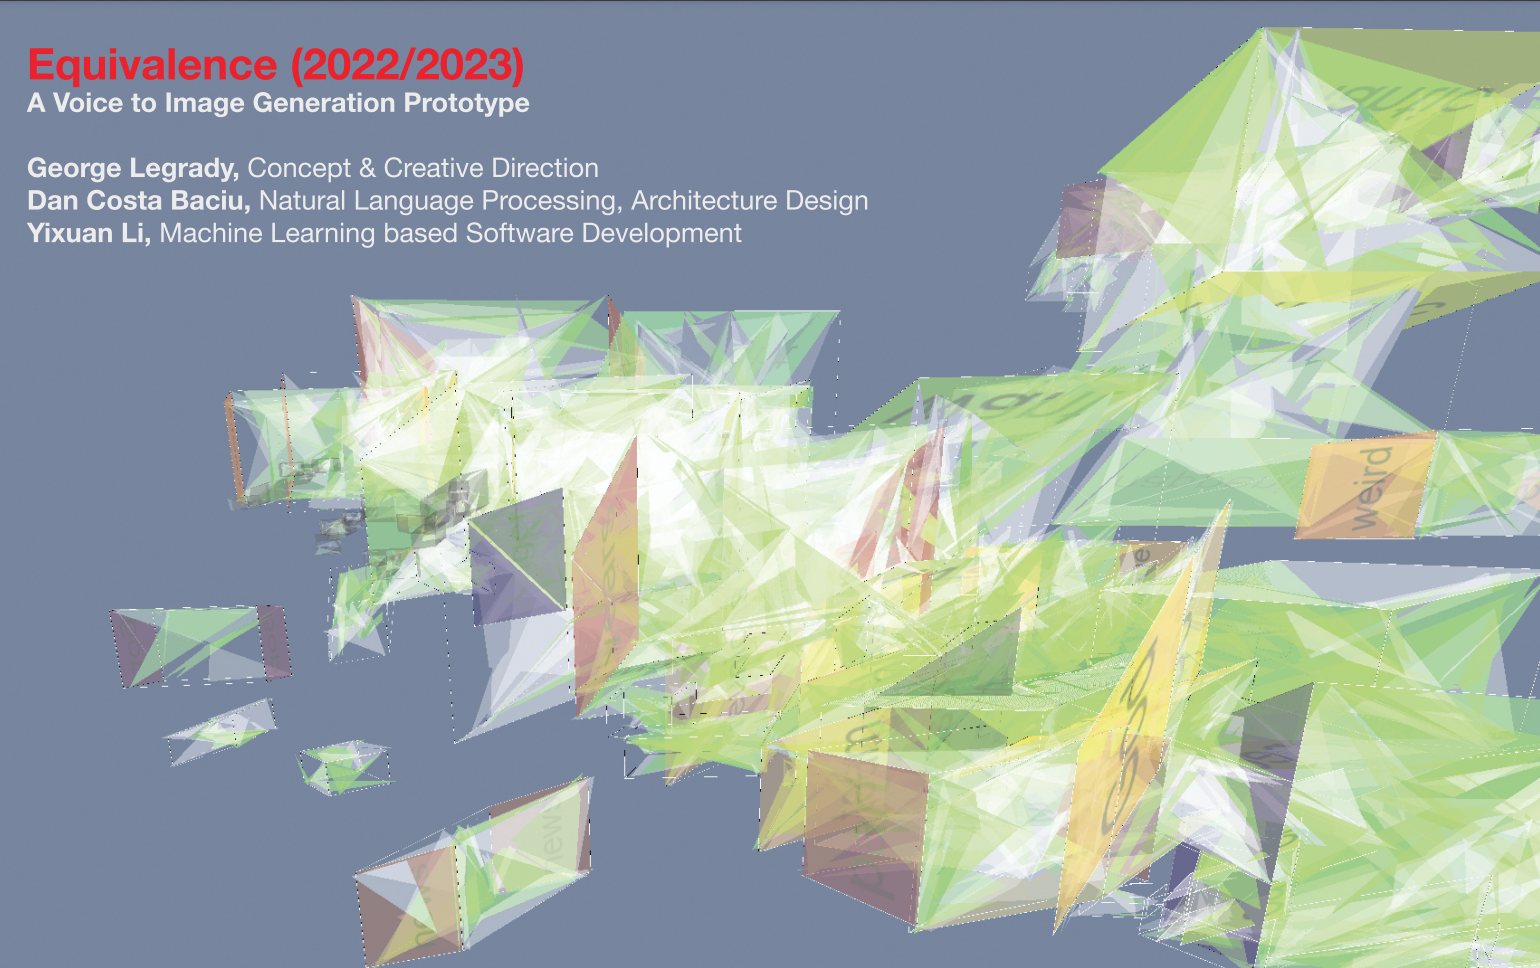 Equivalence (2022/2023)
A Voice to Image Generation Prototype
George Legrady, Concept & Creative Direction
Dan Costa Baciu, Natural Language Processing, Architecture Design
Yixuan Li, Machine Learning based Software Development
weird